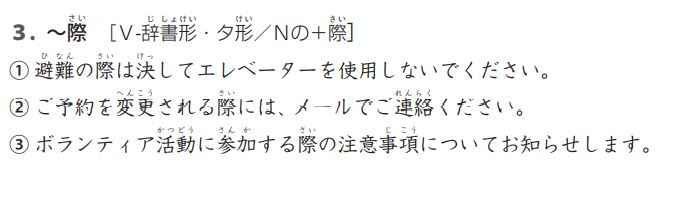 3. ～際 ［V-辞書形・タ形／Nの＋際］
① 避難の際は決してエレベーターを使用しないでください。
② ご予約を変更される際には、メールでご連絡ください。
③ ボランティア活動に参加する際の注意事項についてお知らせします。